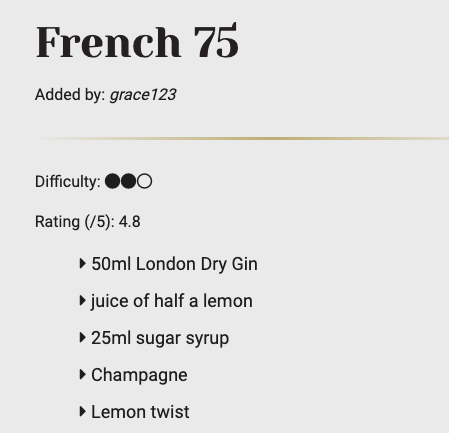 French 75
Added by: grace123
Difficulty:
Rating (/5): 4.8
50ml London Dry Gin
juice of half a lemon
25ml sugar syrup
Champagne
Lemon twist